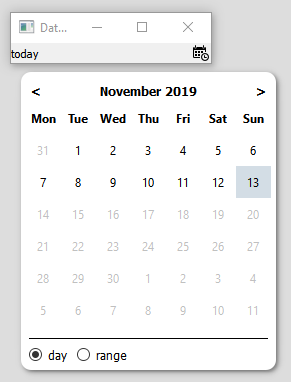 Dat...
today
< November 2019 >
Mon Tue Wed Thu Fri Sat Sun
31 1 2 3 4 5 6
7 8 9 10 11 12 13
14 15 16 17 18 19 20
21 22 23 24 25 26 27
28 29 30 1 2 3 4
5 6 7 8 9 10 11
day range